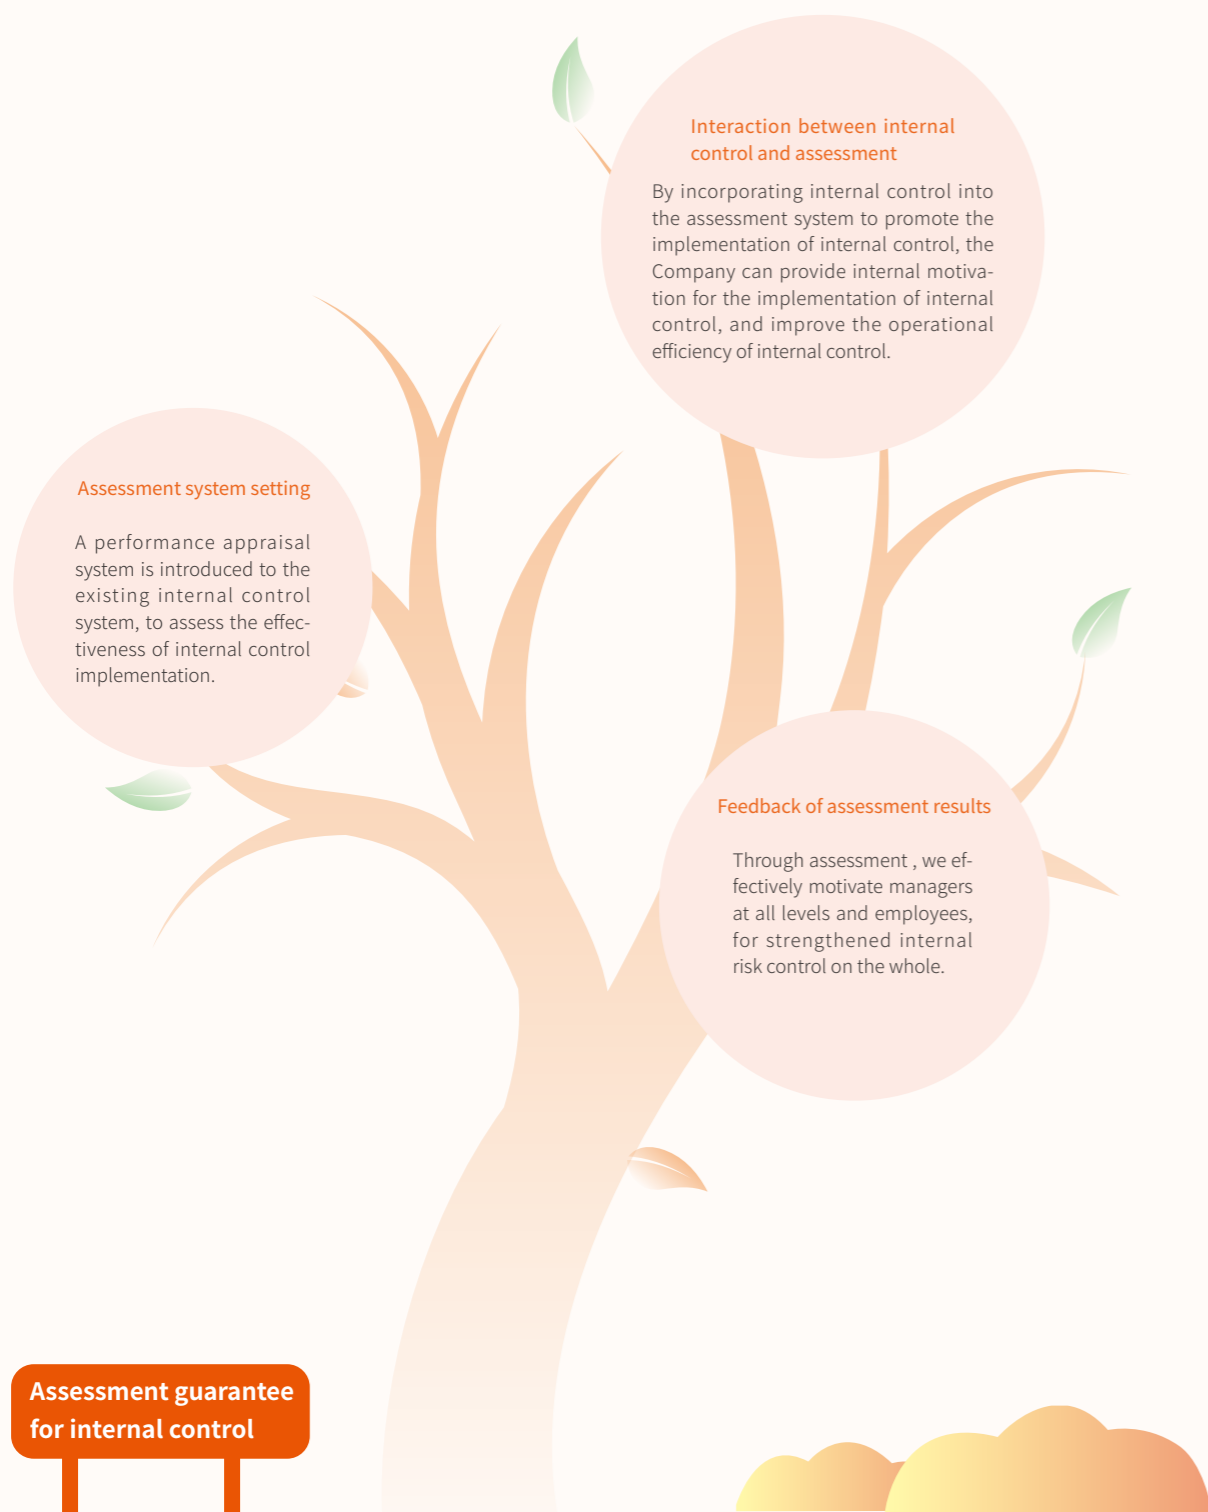 Interaction between internal
control and assessment
By incorporating internal control into
the assessment system to promote the
implementation of internal control, the
Company can provide internal motiva-
tion for the implementation of internal
control, and improve the operational
efficiency of internal control.
Assessment system setting
A performance appraisal
system is introduced to the
existing internal control
system, to assess the effec-
tiveness of internal control
implementation.
Feedback of assessment results
Through assessment , we ef-
fectively motivate managers
at all levels and employees,
for strengthened internal
risk control on the whole.
Assessment guarantee
for internal control